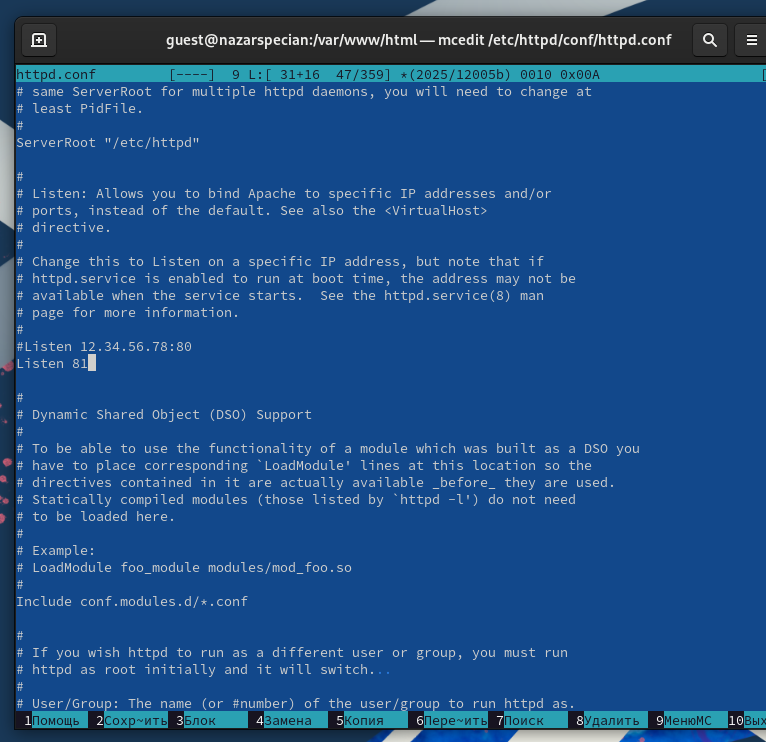 guest@nazarspecian:/var/www/html — mcedit /etc/httpd/conf/httpd.conf
httpd.conf         [----]  9 L:[ 31+16  47/359] *(2025/12005b) 0010 0x00A                    [
# same ServerRoot for multiple httpd daemons, you will need to change at
# least PidFile.
#
ServerRoot "/etc/httpd"
#
# Listen: Allows you to bind Apache to specific IP addresses and/or
# ports, instead of the default. See also the <VirtualHost>
# directive.
#
# Change this to Listen on a specific IP address, but note that if
# httpd.service is enabled to run at boot time, the address may not be
# available when the service starts.  See the httpd.service(8) man
# page for more information.
#
#Listen 12.34.56.78:80
Listen 81
#
# Dynamic Shared Object (DSO) Support
#
# To be able to use the functionality of a module which was built as a DSO you
# have to place corresponding `LoadModule' lines at this location so the
# directives contained in it are actually available _before_ they are used.
# Statically compiled modules (those listed by `httpd -l') do not need
# to be loaded here.
#
# Example:
# LoadModule foo_module modules/mod_foo.so
#
Include conf.modules.d/*.conf
#
# If you wish httpd to run as a different user or group, you must run
# httpd as root initially and it will switch...
#
# User/Group: The name (or #number) of the user/group to run httpd as.
1Помощь 2Сохр~ить 3Блок 4Замена 5Копия 6Пере~ить 7Поиск 8Удалить 9МенюМС 10Вых